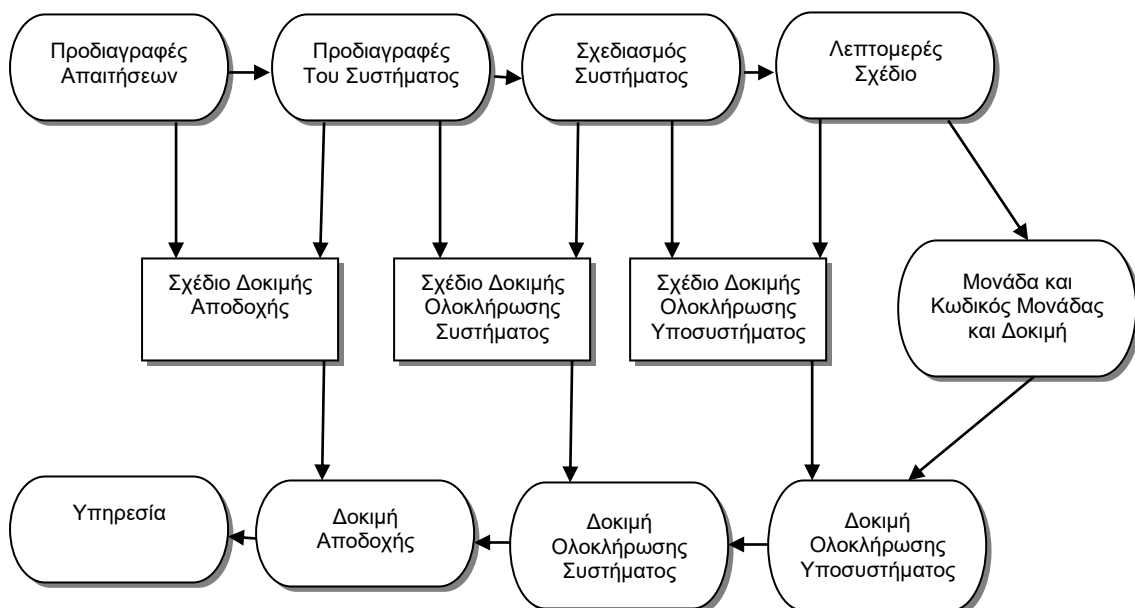 Προδιαγραφές
Απαιτήσεων
Προδιαγραφές
Του Συστήματος
Σχεδιασμός
Συστήματος
Λεπτομερές
Σχέδιο
Σχέδιο Δοκιμής
Αποδοχής
Σχέδιο Δοκιμής
Ολοκλήρωσης
Συστήματος
Σχέδιο Δοκιμής
Ολοκλήρωσης
Υποσυστήματος
Μονάδα και
Κωδικός Μονάδας
και Δοκιμή
Υπηρεσία
Δοκιμή
Αποδοχής
Δοκιμή
Ολοκλήρωσης
Συστήματος
Δοκιμή
Ολοκλήρωσης
Υποσυστήματος